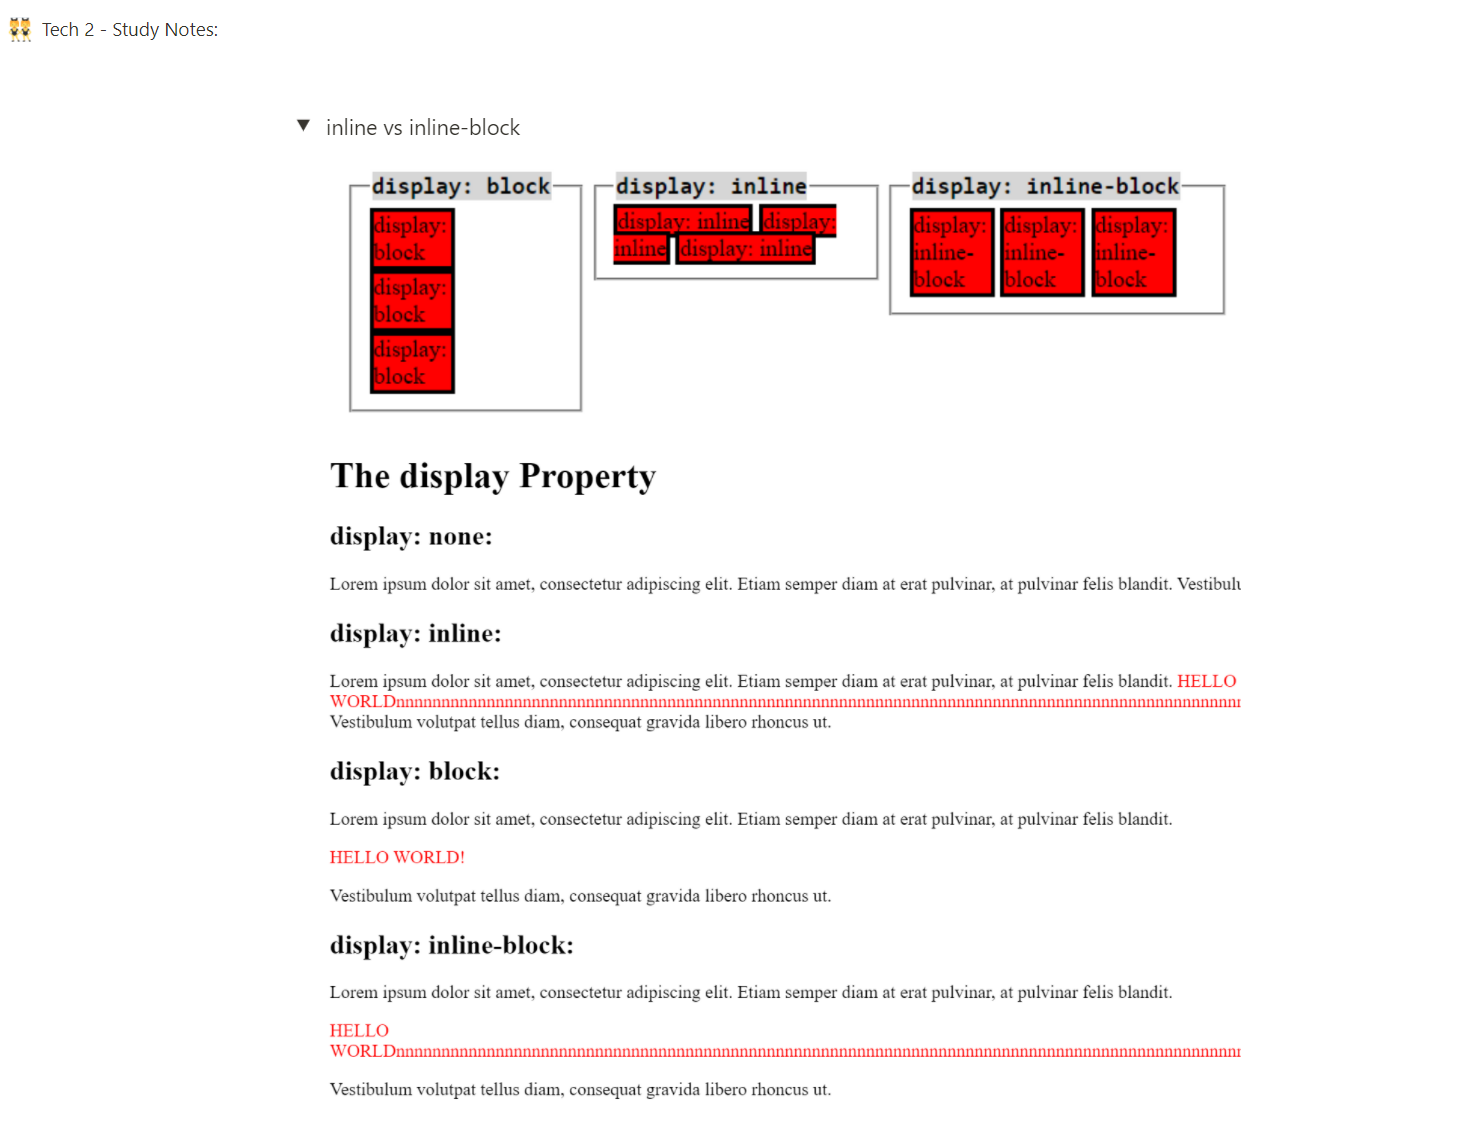 Tech 2 - Study Notes:
inline vs inline-block
display: block
display:
block
display:
block
display:
block
display: inline
display: inline display:
inline display: inline
display: inline-block
display:
inline-
block
display:
inline-
block
display:
inline-
block
The display Property
display: none:
Lorem ipsum dolor sit amet, consectetur adipiscing elit. Etiam semper diam at erat pulvinar, at pulvinar felis blandit. Vestibulu
display: inline:
Lorem ipsum dolor sit amet, consectetur adipiscing elit. Etiam semper diam at erat pulvinar, at pulvinar felis blandit. HELLO
WORLDnnnnnnnnnnnnnnnnnnnnnnnnnnnnnnnnnnnnnnnnnnnnnnnnnnnnnnnnnnnnnnnnnnnnnnnnnnnnnnnnnnnnnnnnnnnnn
Vestibulum volutpat tellus diam, consequat gravida libero rhoncus ut.
display: block:
Lorem ipsum dolor sit amet, consectetur adipiscing elit. Etiam semper diam at erat pulvinar, at pulvinar felis blandit.
HELLO WORLD!
Vestibulum volutpat tellus diam, consequat gravida libero rhoncus ut.
display: inline-block:
Lorem ipsum dolor sit amet, consectetur adipiscing elit. Etiam semper diam at erat pulvinar, at pulvinar felis blandit.
HELLO
WORLDnnnnnnnnnnnnnnnnnnnnnnnnnnnnnnnnnnnnnnnnnnnnnnnnnnnnnnnnnnnnnnnnnnnnnnnnnnnnnnnnnnnnnnnnnnnnn
Vestibulum volutpat tellus diam, consequat gravida libero rhoncus ut.